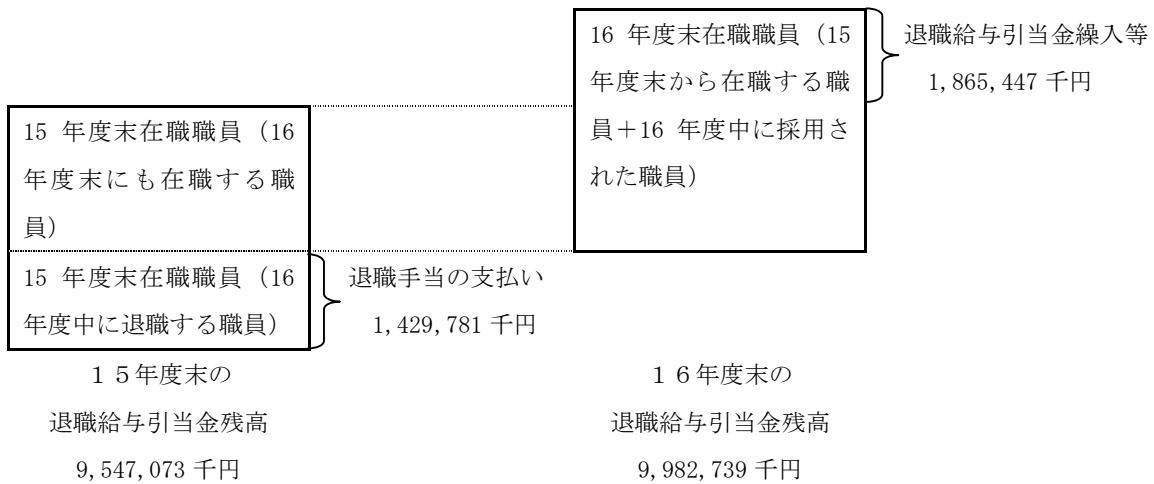 16 年度末在職職員（15
年度末から在職する職
員＋16 年度中に採用さ
れた職員）
退職給与引当金繰入等
1,865,447 千円
15 年度末在職職員（16
年度末にも在職する職
員）
15 年度末在職職員（16
年度中に退職する職員）
退職手当の支払い
1,429,781 千円
１５年度末の
退職給与引当金残高
9,547,073 千円
１６年度末の
退職給与引当金残高
9,982,739 千円